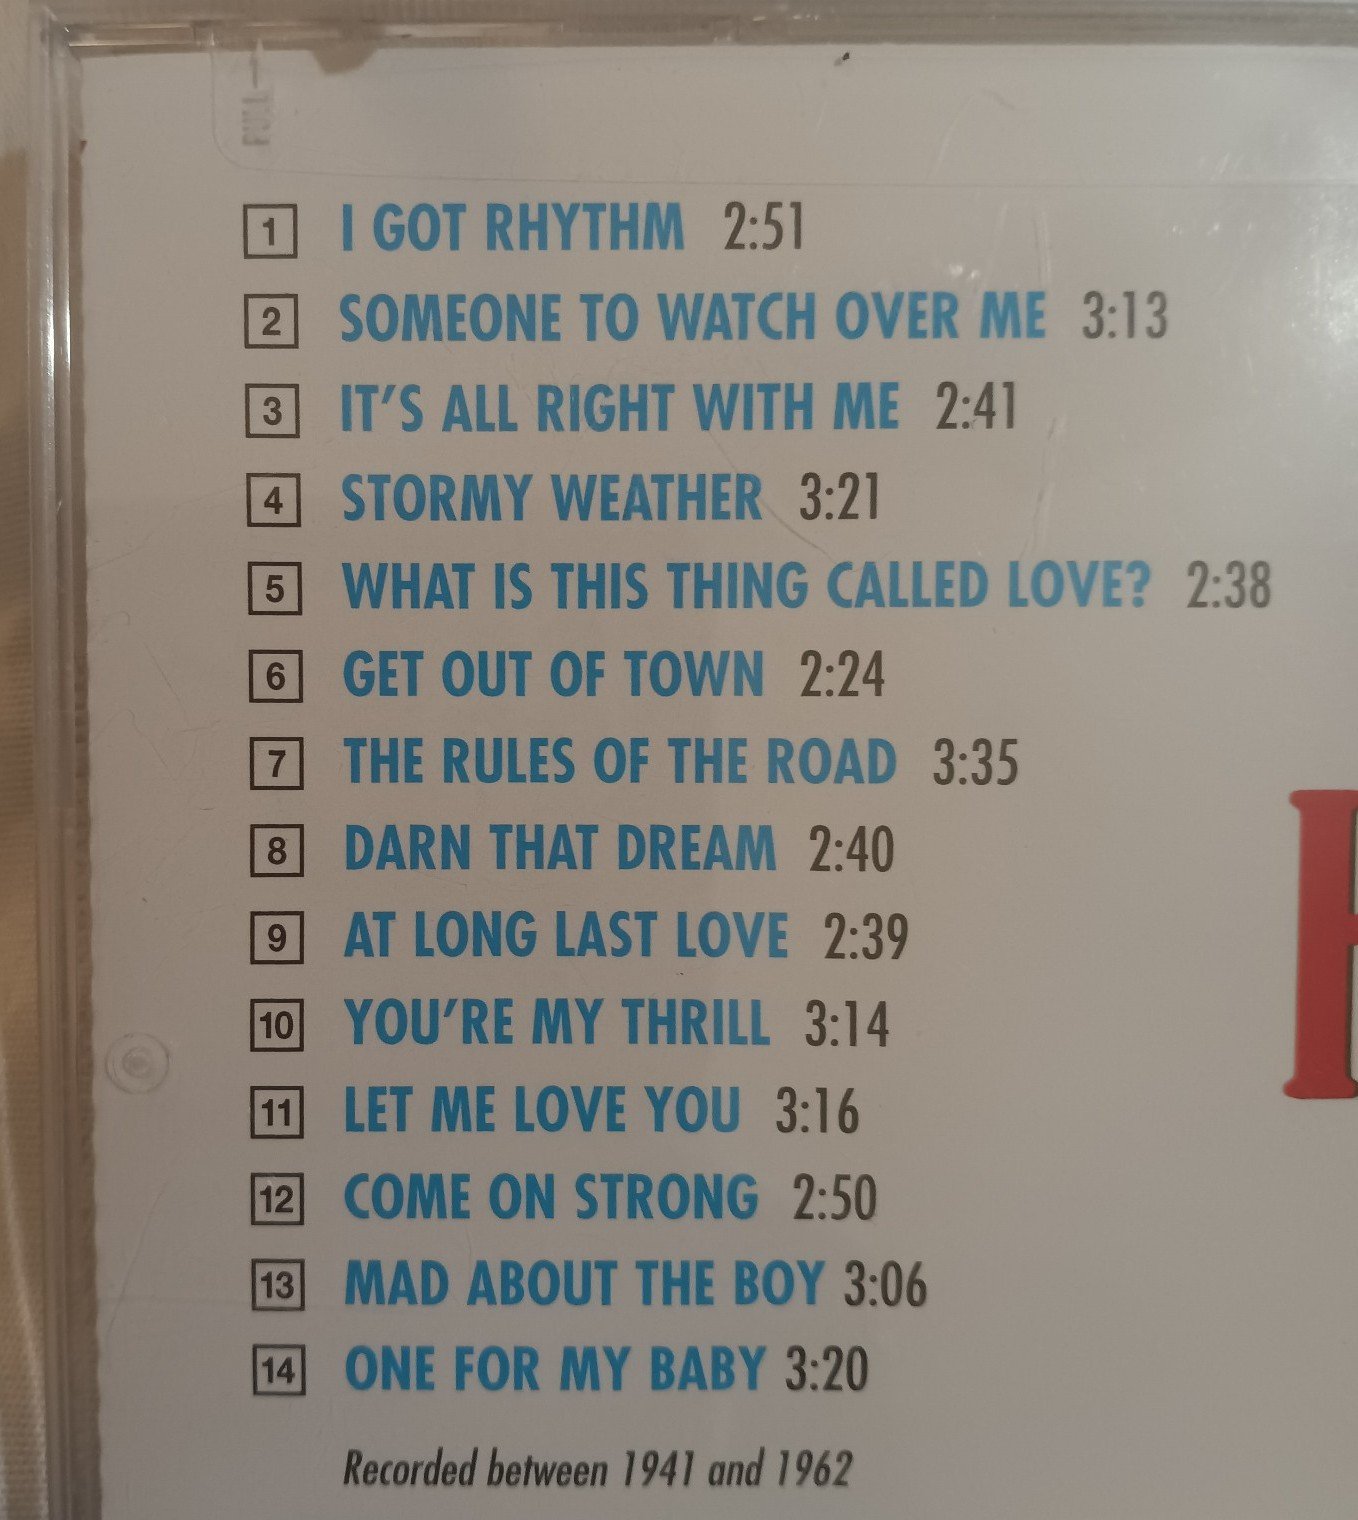 PULL
1 I GOT RHYTHM 2:51
2 SOMEONE TO WATCH OVER ME 3:13
3 IT'S ALL RIGHT WITH ME 2:41
4 STORMY WEATHER 3:21
5 WHAT IS THIS THING CALLED LOVE? 2:38
6 GET OUT OF TOWN 2:24
7 THE RULES OF THE ROAD 3:35
8 DARN THAT DREAM 2:40
9 AT LONG LAST LOVE 2:39
10 YOU'RE MY THRILL 3:14
11 LET ME LOVE YOU 3:16
12 COME ON STRONG 2:50
13 MAD ABOUT THE BOY 3:06
14 ONE FOR MY BABY 3:20
Recorded between 1941 and 1962